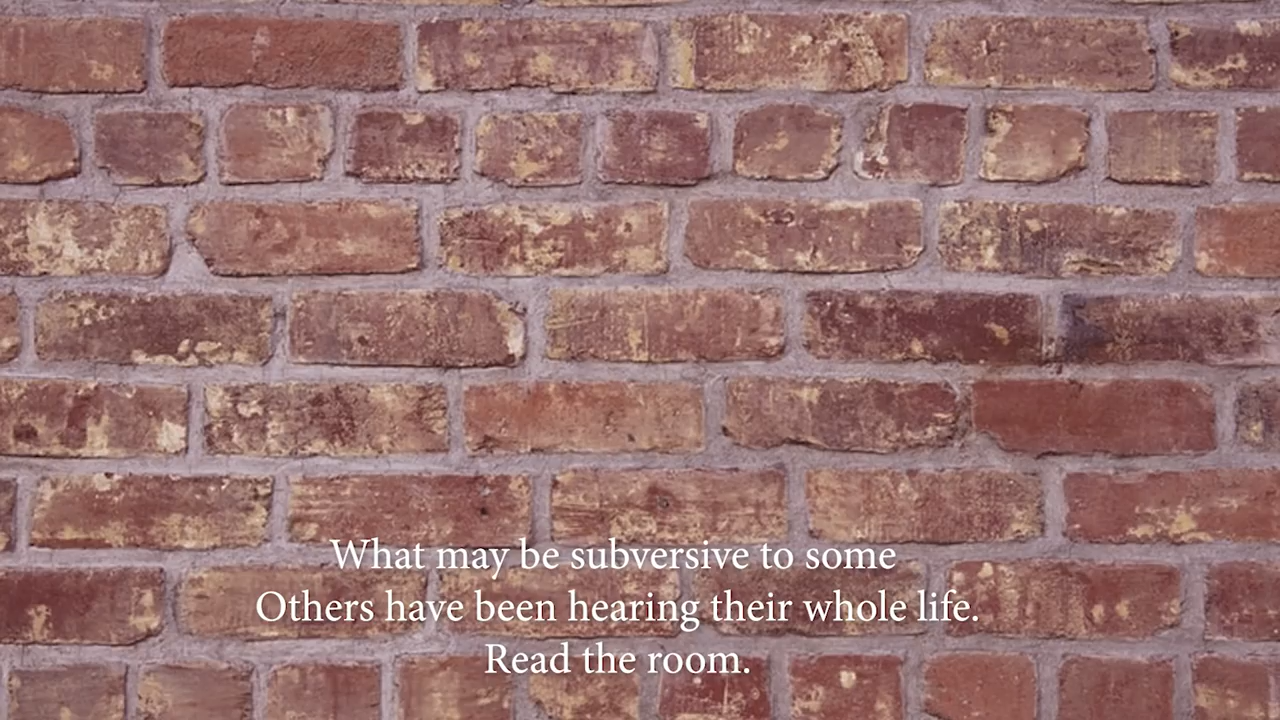 What may be subversive to some
Others have been hearing their whole life.
Read the room.